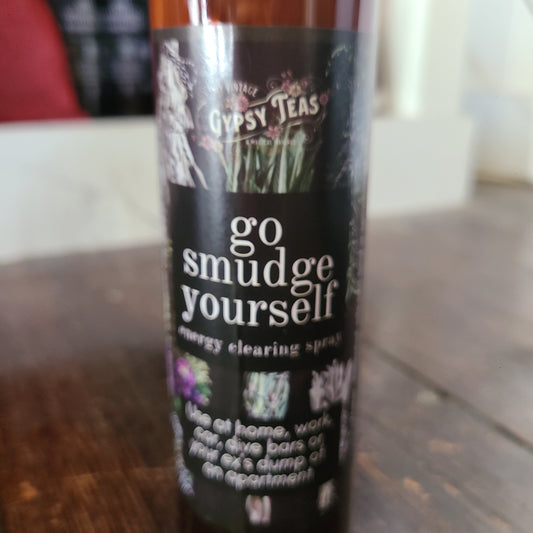 VINTAGE
GYPSY TEAS
go
smudge
yourself
energy clearing spray
Use at home, work,
car, dive bars or
your ex's dump of
an apartment